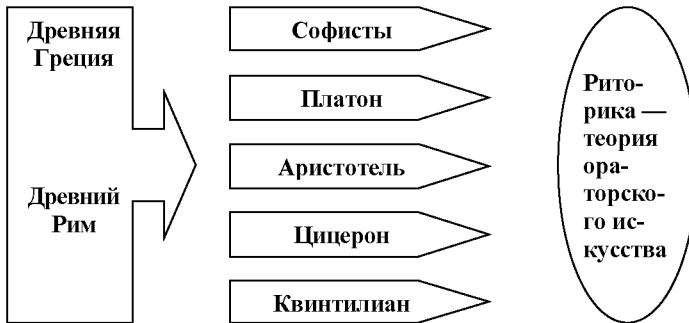 Древняя
Греция
Древний
Рим
Софисты
Платон
Аристотель
Цицерон
Квинтилиан
Рито-
рика —
теория
ора-
торско-
го ис-
кусства